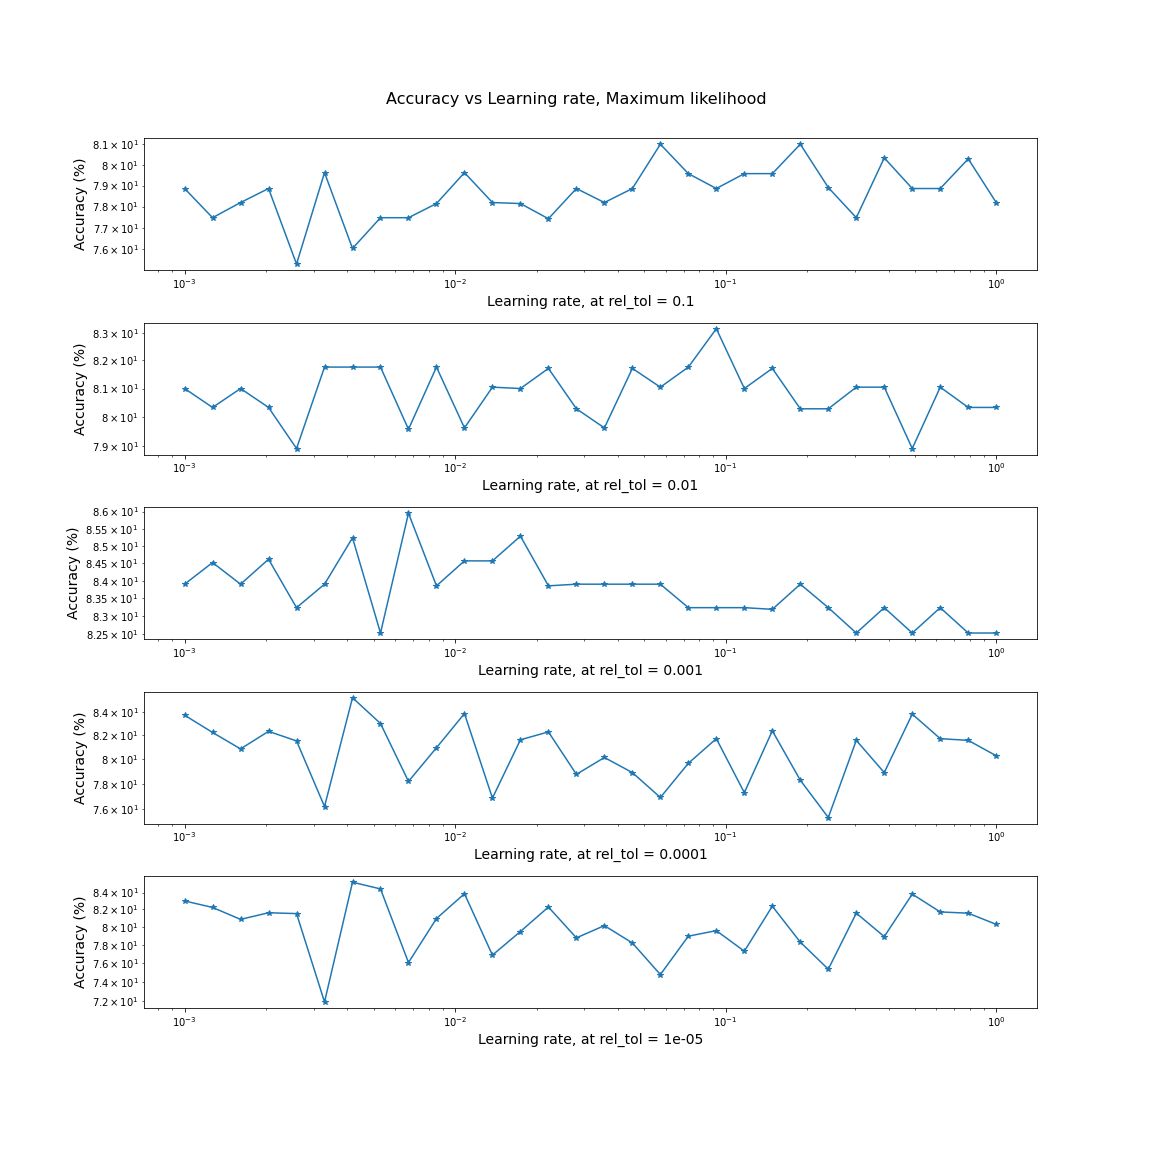 Accuracy vs Learning rate, Maximum likelihood
8.1 × 10¹
8 × 10¹
7.9 × 10¹
7.8 × 10¹
7.7 × 10¹
7.6 × 10¹
Accuracy (%)
10⁻³ 10⁻² 10⁻¹ 10⁰
Learning rate, at rel_tol = 0.1
8.3 × 10¹
8.2 × 10¹
8.1 × 10¹
8 × 10¹
7.9 × 10¹
Accuracy (%)
10⁻³ 10⁻² 10⁻¹ 10⁰
Learning rate, at rel_tol = 0.01
8.6 × 10¹
8.55 × 10¹
8.5 × 10¹
8.45 × 10¹
8.4 × 10¹
8.35 × 10¹
8.3 × 10¹
8.25 × 10¹
Accuracy (%)
10⁻³ 10⁻² 10⁻¹ 10⁰
Learning rate, at rel_tol = 0.001
8.4 × 10¹
8.2 × 10¹
8 × 10¹
7.8 × 10¹
7.6 × 10¹
Accuracy (%)
10⁻³ 10⁻² 10⁻¹ 10⁰
Learning rate, at rel_tol = 0.0001
8.4 × 10¹
8.2 × 10¹
8 × 10¹
7.8 × 10¹
7.6 × 10¹
7.4 × 10¹
7.2 × 10¹
Accuracy (%)
10⁻³ 10⁻² 10⁻¹ 10⁰
Learning rate, at rel_tol = 1e-05